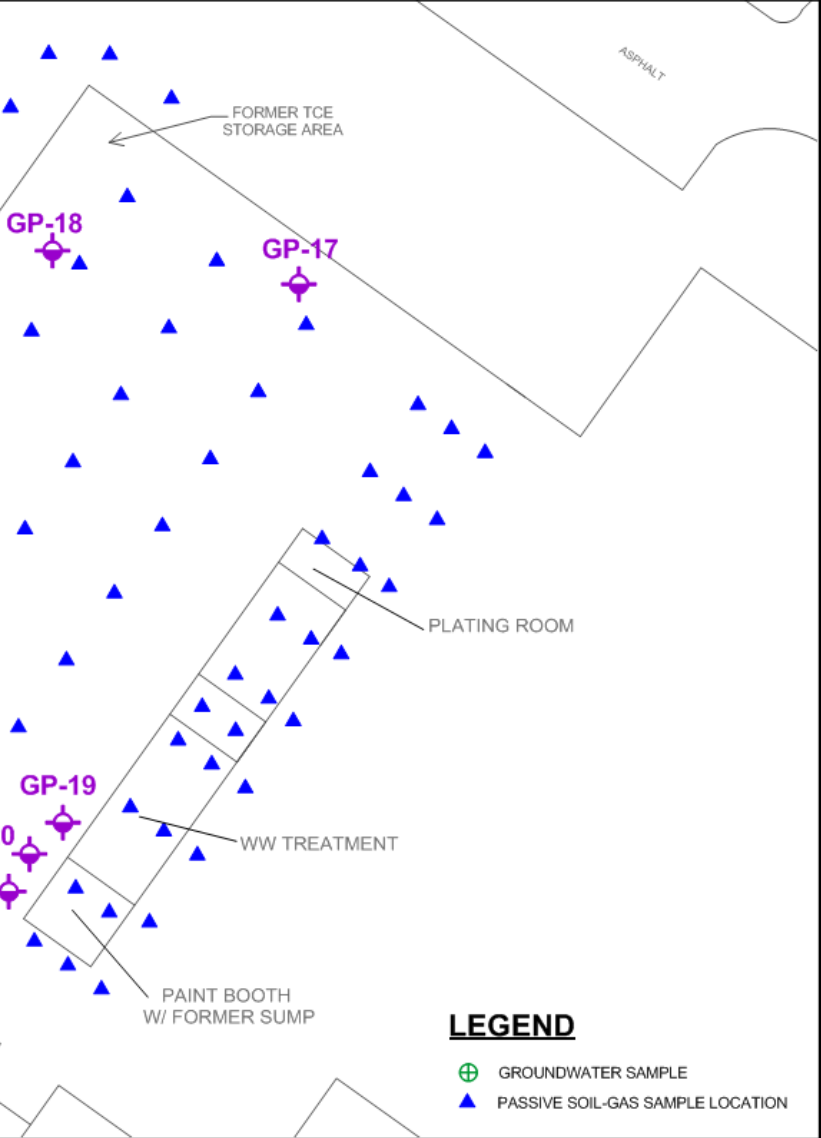 ASPHALT
FORMER TCE
STORAGE AREA
GP-18
GP-17
PLATING ROOM
GP-19
0
WW TREATMENT
PAINT BOOTH
W/ FORMER SUMP
LEGEND
GROUNDWATER SAMPLE
PASSIVE SOIL-GAS SAMPLE LOCATION